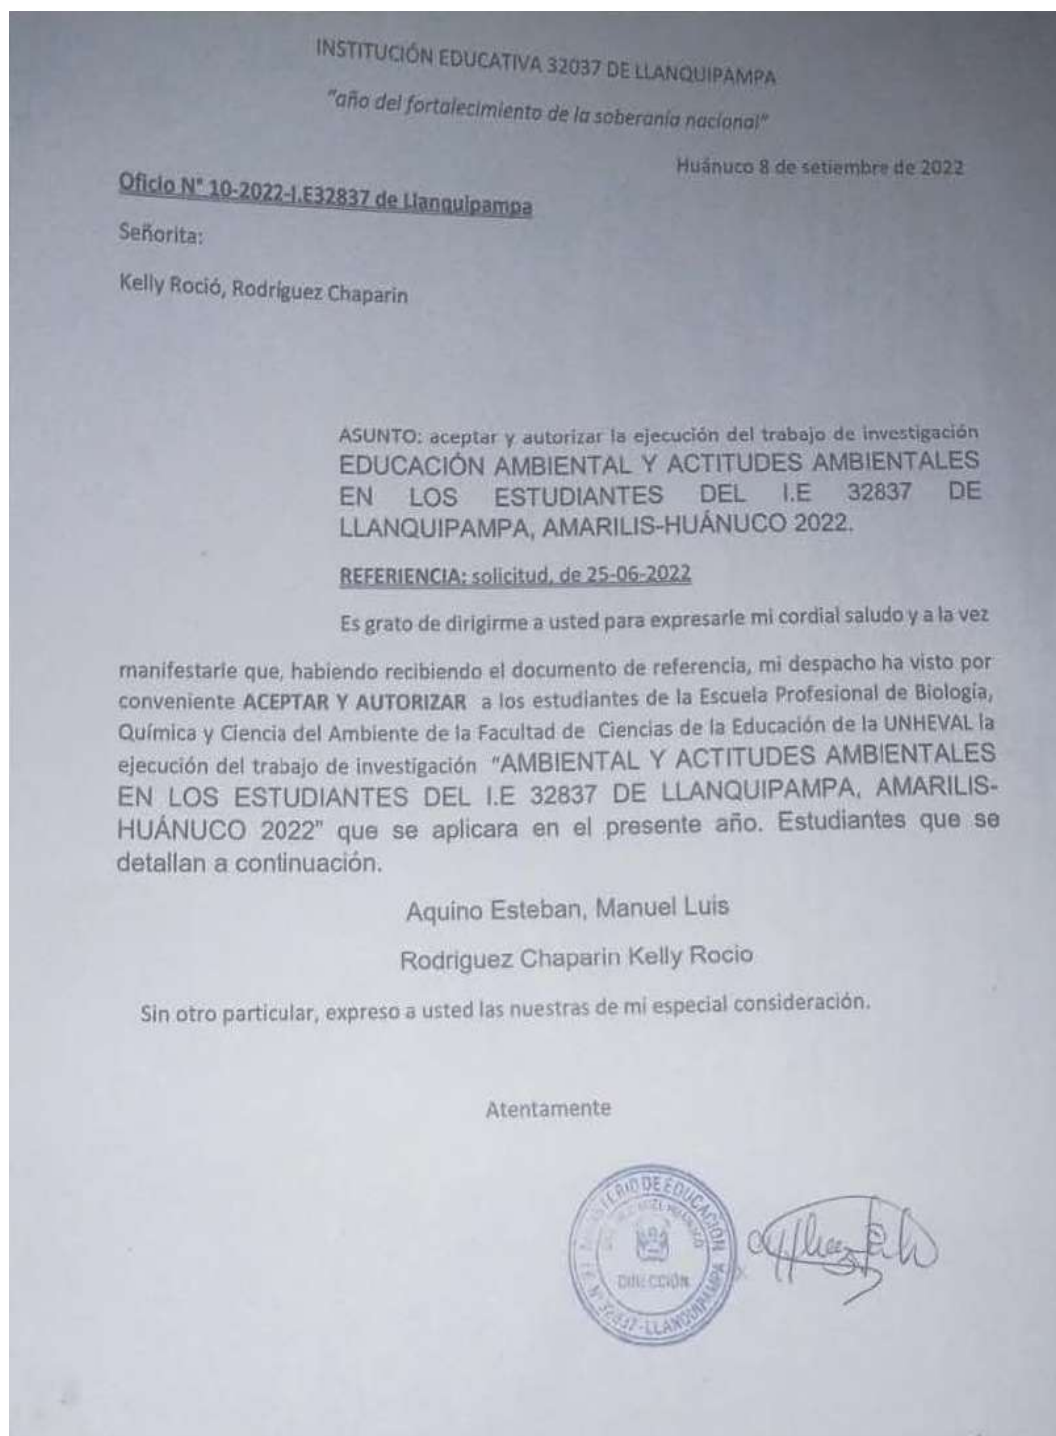 INSTITUCIÓN EDUCATIVA 32037 DE LLANQUIPAMPA
"año del fortalecimiento de la soberanía nacional"
Huánuco 8 de setiembre de 2022
Oficio N° 10-2022-I.E32837 de Llanquipampa
Señorita:
Kelly Roció, Rodríguez Chaparin
ASUNTO: aceptar y autorizar la ejecución del trabajo de investigación
EDUCACIÓN AMBIENTAL Y ACTITUDES AMBIENTALES
EN LOS ESTUDIANTES DEL I.E 32837 DE
LLANQUIPAMPA, AMARILIS-HUÁNUCO 2022.
REFERIENCIA: solicitud, de 25-06-2022
Es grato de dirigirme a usted para expresarle mi cordial saludo y a la vez
manifestarle que, habiendo recibiendo el documento de referencia, mi despacho ha visto por
conveniente ACEPTAR Y AUTORIZAR a los estudiantes de la Escuela Profesional de Biología,
Química y Ciencia del Ambiente de la Facultad de Ciencias de la Educación de la UNHEVAL la
ejecución del trabajo de investigación "AMBIENTAL Y ACTITUDES AMBIENTALES
EN LOS ESTUDIANTES DEL I.E 32837 DE LLANQUIPAMPA, AMARILIS-
HUÁNUCO 2022" que se aplicara en el presente año. Estudiantes que se
detallan a continuación.
Aquino Esteban, Manuel Luis
Rodriguez Chaparin Kelly Rocio
Sin otro particular, expreso a usted las nuestras de mi especial consideración.
Atentamente
MINISTERIO DE EDUCACIÓN
DIRECCIÓN
I.E. N° 32837-LLANQUIPAMPA